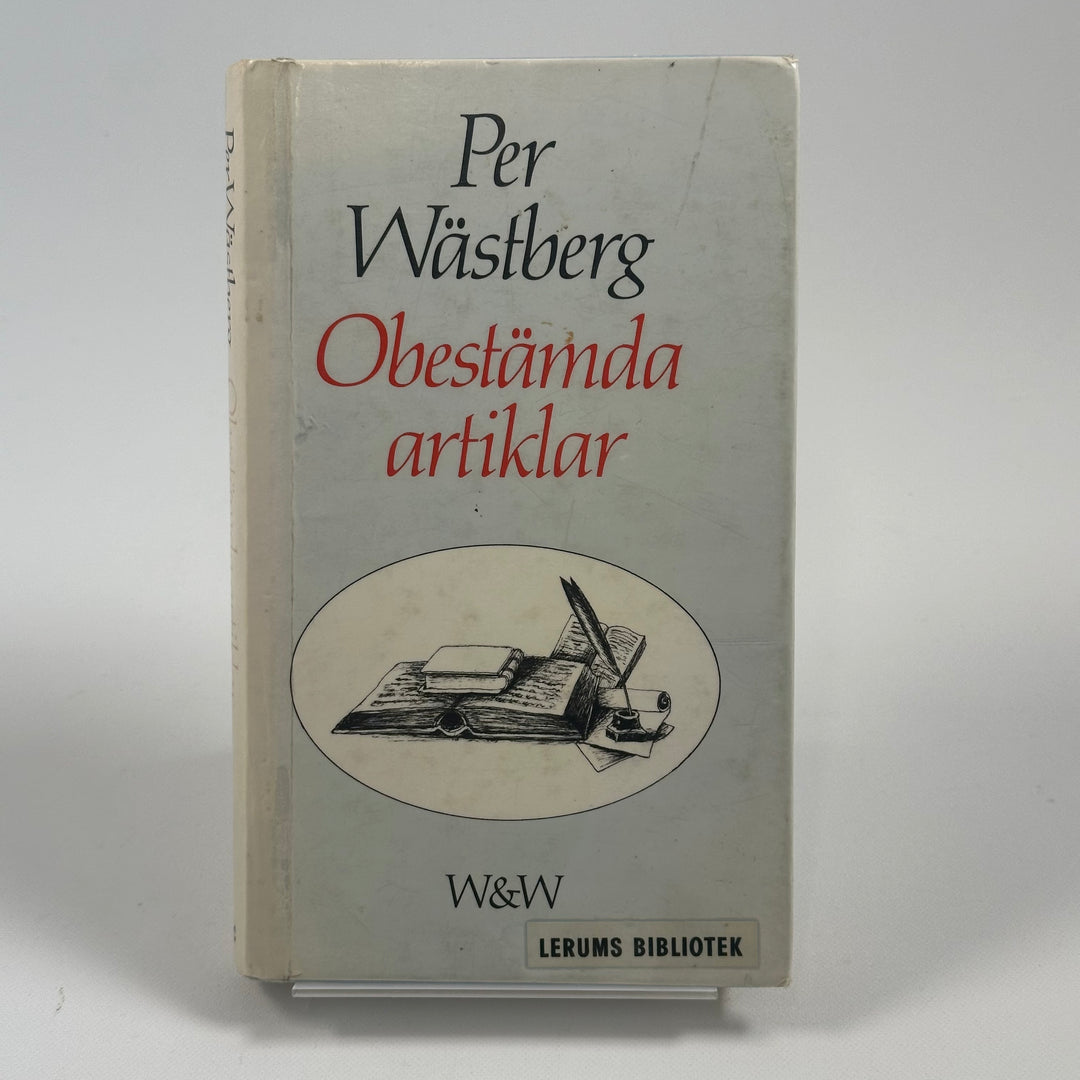 Per
Wästberg
Obestämda
artiklar
W&W
LERUMS BIBLIOTEK
Per Wästberg